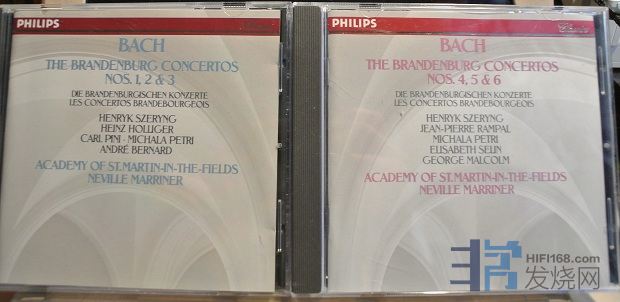 PHILIPS
BACH
THE BRANDENBURG CONCERTOS
NOS. 1, 2 & 3
DIE BRANDENBURGISCHEN KONZERTE
LES CONCERTOS BRANDEBOURGEOIS
HENRYK SZERYNG
HEINZ HOLLIGER
CARL PINI · MICHALA PETRI
ANDRÉ BERNARD
ACADEMY OF ST. MARTIN-IN-THE-FIELDS
NEVILLE MARRINER
PHILIPS
BACH
THE BRANDENBURG CONCERTOS
NOS. 4, 5 & 6
DIE BRANDENBURGISCHEN KONZERTE
LES CONCERTOS BRANDEBOURGEOIS
HENRYK SZERYNG
JEAN-PIERRE RAMPAL
MICHALA PETRI
ELISABETH SELIN
GEORGE MALCOLM
ACADEMY OF ST. MARTIN-IN-THE-FIELDS
NEVILLE MARRINER
HIFI168.com
发烧网